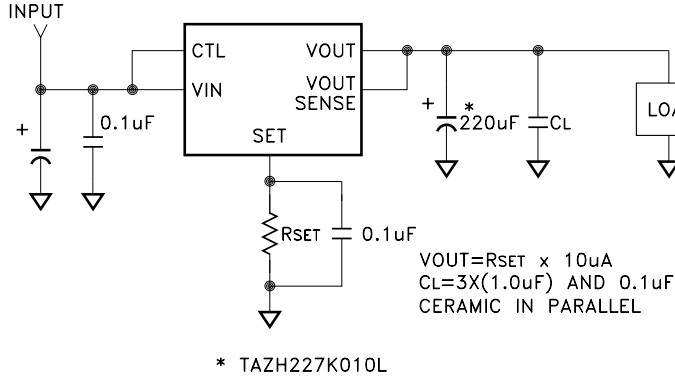 INPUT
CTL
VOUT
VIN
VOUT
SENSE
SET
+
0.1uF
+
*
220uF
CL
RSET
0.1uF
VOUT=RSET x 10uA
CL=3X(1.0uF) AND 0.1uF
CERAMIC IN PARALLEL
* TAZH227K010L